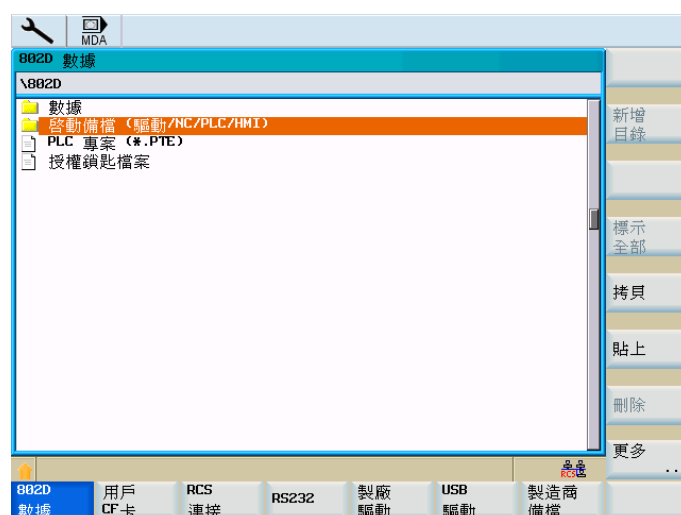 MDA
802D 數據
\802D
數據
啓動備檔 (驅動/NC/PLC/HMI)
PLC 專案 (*.PTE)
授權鎖匙檔案
新增
目錄
標示
全部
拷貝
貼上
刪除
更多
..
RCS
802D
數據
用戶
CF卡
RCS
連接
RS232
製廠
驅動
USB
驅動
製造商
備檔